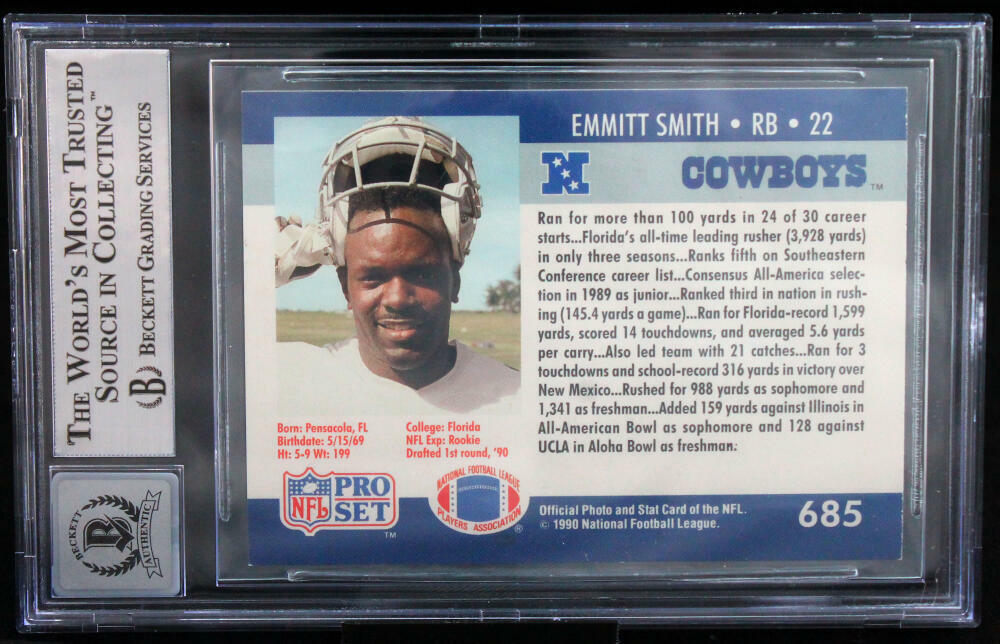 THE WORLD'S MOST TRUSTED
SOURCE IN COLLECTING™
B BECKETT GRADING SERVICES
BECKETT
B
AUTHENTIC
EMMITT SMITH • RB • 22
N
COWBOYS™
Ran for more than 100 yards in 24 of 30 career
starts...Florida's all-time leading rusher (3,928 yards)
in only three seasons...Ranks fifth on Southeastern
Conference career list...Consensus All-America selec-
tion in 1989 as junior...Ranked third in nation in rush-
ing (145.4 yards a game)...Ran for Florida-record 1,599
yards, scored 14 touchdowns, and averaged 5.6 yards
per carry...Also led team with 21 catches...Ran for 3
touchdowns and school-record 316 yards in victory over
New Mexico...Rushed for 988 yards as sophomore and
1,341 as freshman...Added 159 yards against Illinois in
All-American Bowl as sophomore and 128 against
UCLA in Aloha Bowl as freshman.
Born: Pensacola, FL
Birthdate: 5/15/69
Ht: 5-9 Wt: 199
College: Florida
NFL Exp: Rookie
Drafted 1st round, '90
NFL PRO SET™
NATIONAL FOOTBALL LEAGUE
PLAYERS ASSOCIATION®
Official Photo and Stat Card of the NFL.
© 1990 National Football League.
685